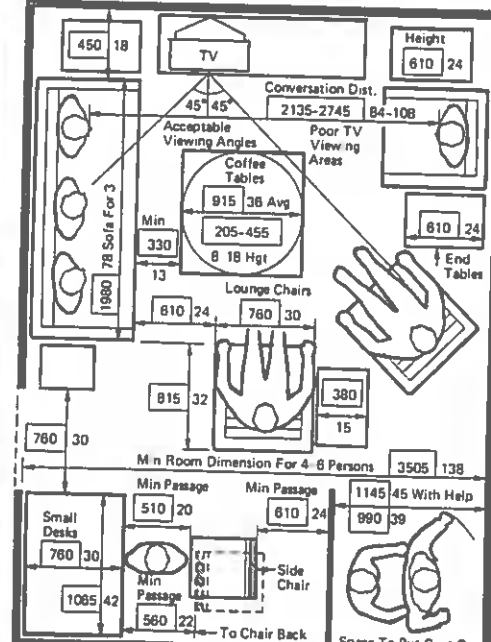 450 18
TV
Height
610 24
45° 45°
Conversation Dist.
2135-2745 84-108
Acceptable
Viewing Angles
Poor TV
Viewing
Areas
Coffee
Tables
915 36 Avg
205-455
8 18 Hgt
Min
330
13
1980 78 Sofa For 3
610 24
End
Tables
Lounge Chairs
610 24
760 30
815 32
380
15
760 30
Min Room Dimension For 4-6 Persons 3505 138
Min Passage
510 20
Min Passage
610 24
1145 45 With Help
990 39
Small
Desks
760 30
1065 42
Min
Passage
560 22
Side
Chair
To Chair Back
Space To Put